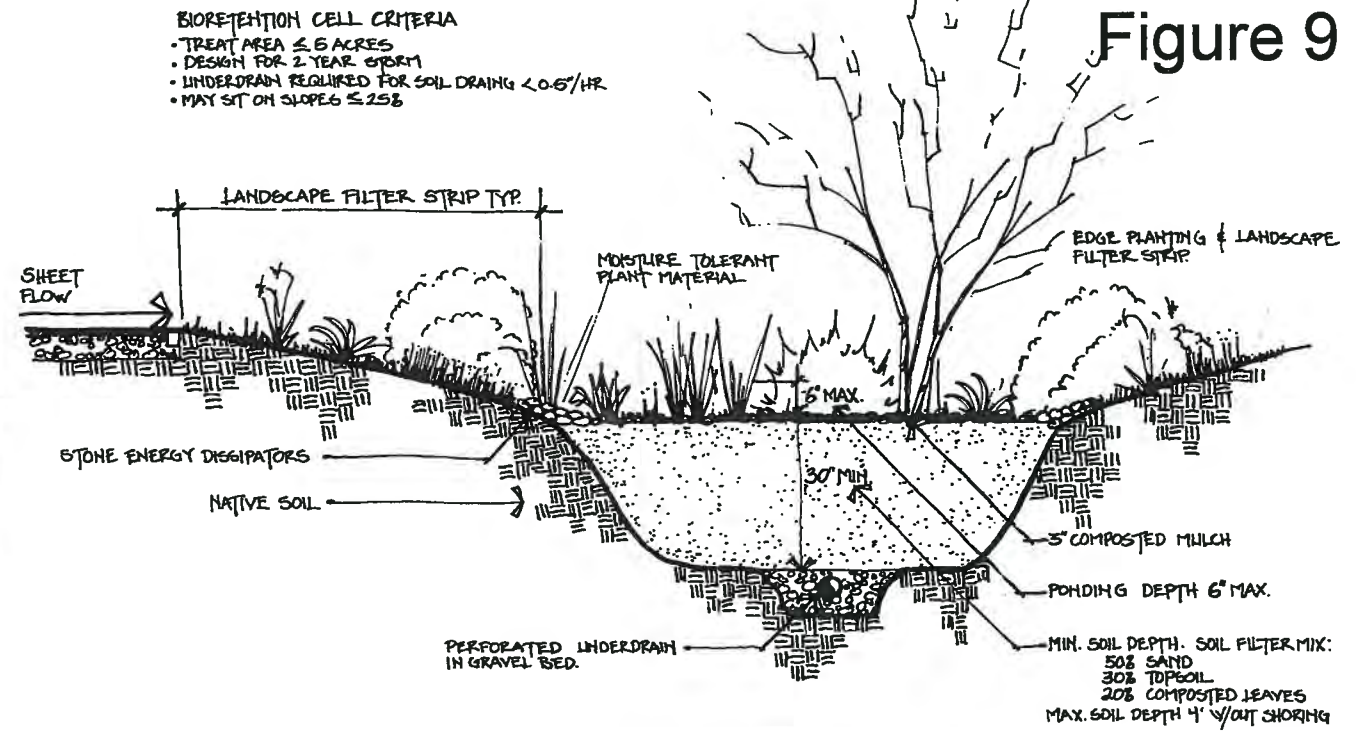 BIORETENTION CELL CRITERIA
• TREAT AREA ≤ 5 ACRES
• DESIGN FOR 2 YEAR STORM
• UNDERDRAIN REQUIRED FOR SOIL DRAING <0.5"/HR
• MAY SIT ON SLOPES ≤ 25%
Figure 9
LANDSCAPE FILTER STRIP TYP.
SHEET
FLOW
MOISTURE TOLERANT
PLANT MATERIAL
EDGE PLANTING & LANDSCAPE
FILTER STRIP
6" MAX.
STONE ENERGY DISSIPATORS
30" MIN
NATIVE SOIL
3" COMPOSTED MULCH
PONDING DEPTH 6" MAX.
PERFORATED UNDERDRAIN
IN GRAVEL BED.
MIN. SOIL DEPTH. SOIL FILTER MIX:
50% SAND
30% TOPSOIL
20% COMPOSTED LEAVES
MAX. SOIL DEPTH 4' W/OUT SHORING